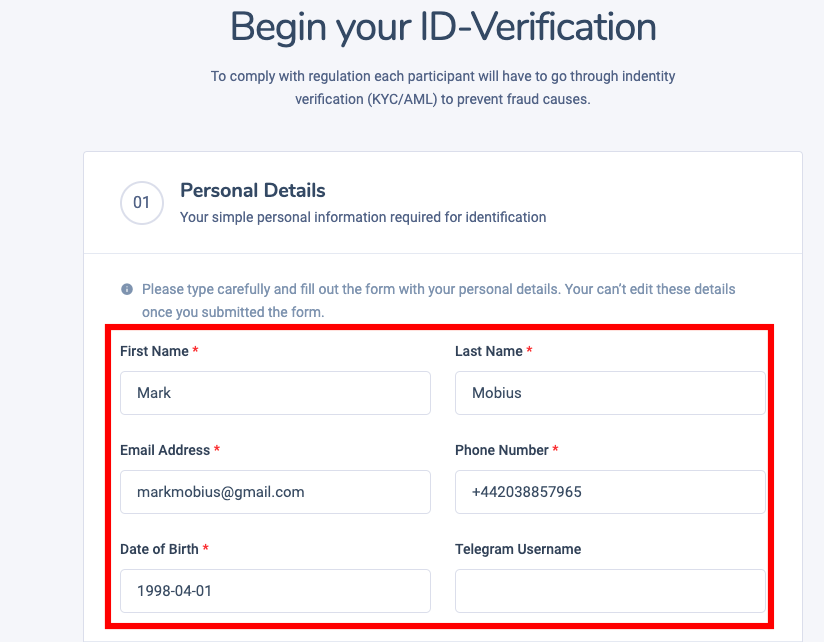 Begin your ID-Verification
To comply with regulation each participant will have to go through indentity
verification (KYC/AML) to prevent fraud causes.
01
Personal Details
Your simple personal information required for identification
Please type carefully and fill out the form with your personal details. Your can't edit these details
once you submitted the form.
First Name *
Last Name *
Mark
Mobius
Email Address *
Phone Number *
markmobius@gmail.com
+442038857965
Date of Birth *
Telegram Username
1998-04-01